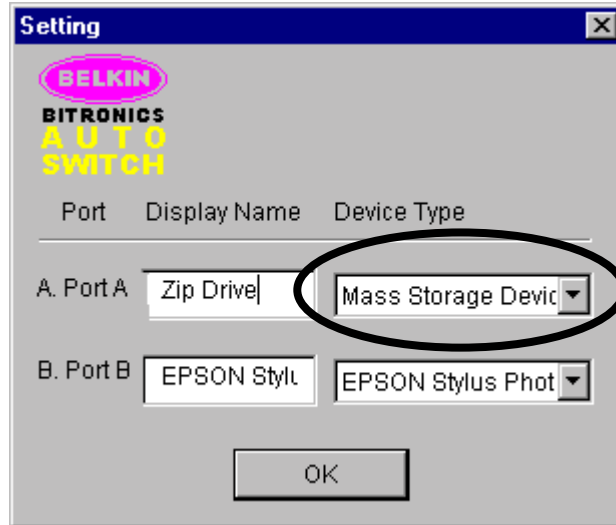 Setting
BELKIN
BITRONICS
AUTO
SWITCH
Port Display Name Device Type
A. Port A Zip Drive Mass Storage Devic
B. Port B EPSON Styl EPSON Stylus Phot
OK